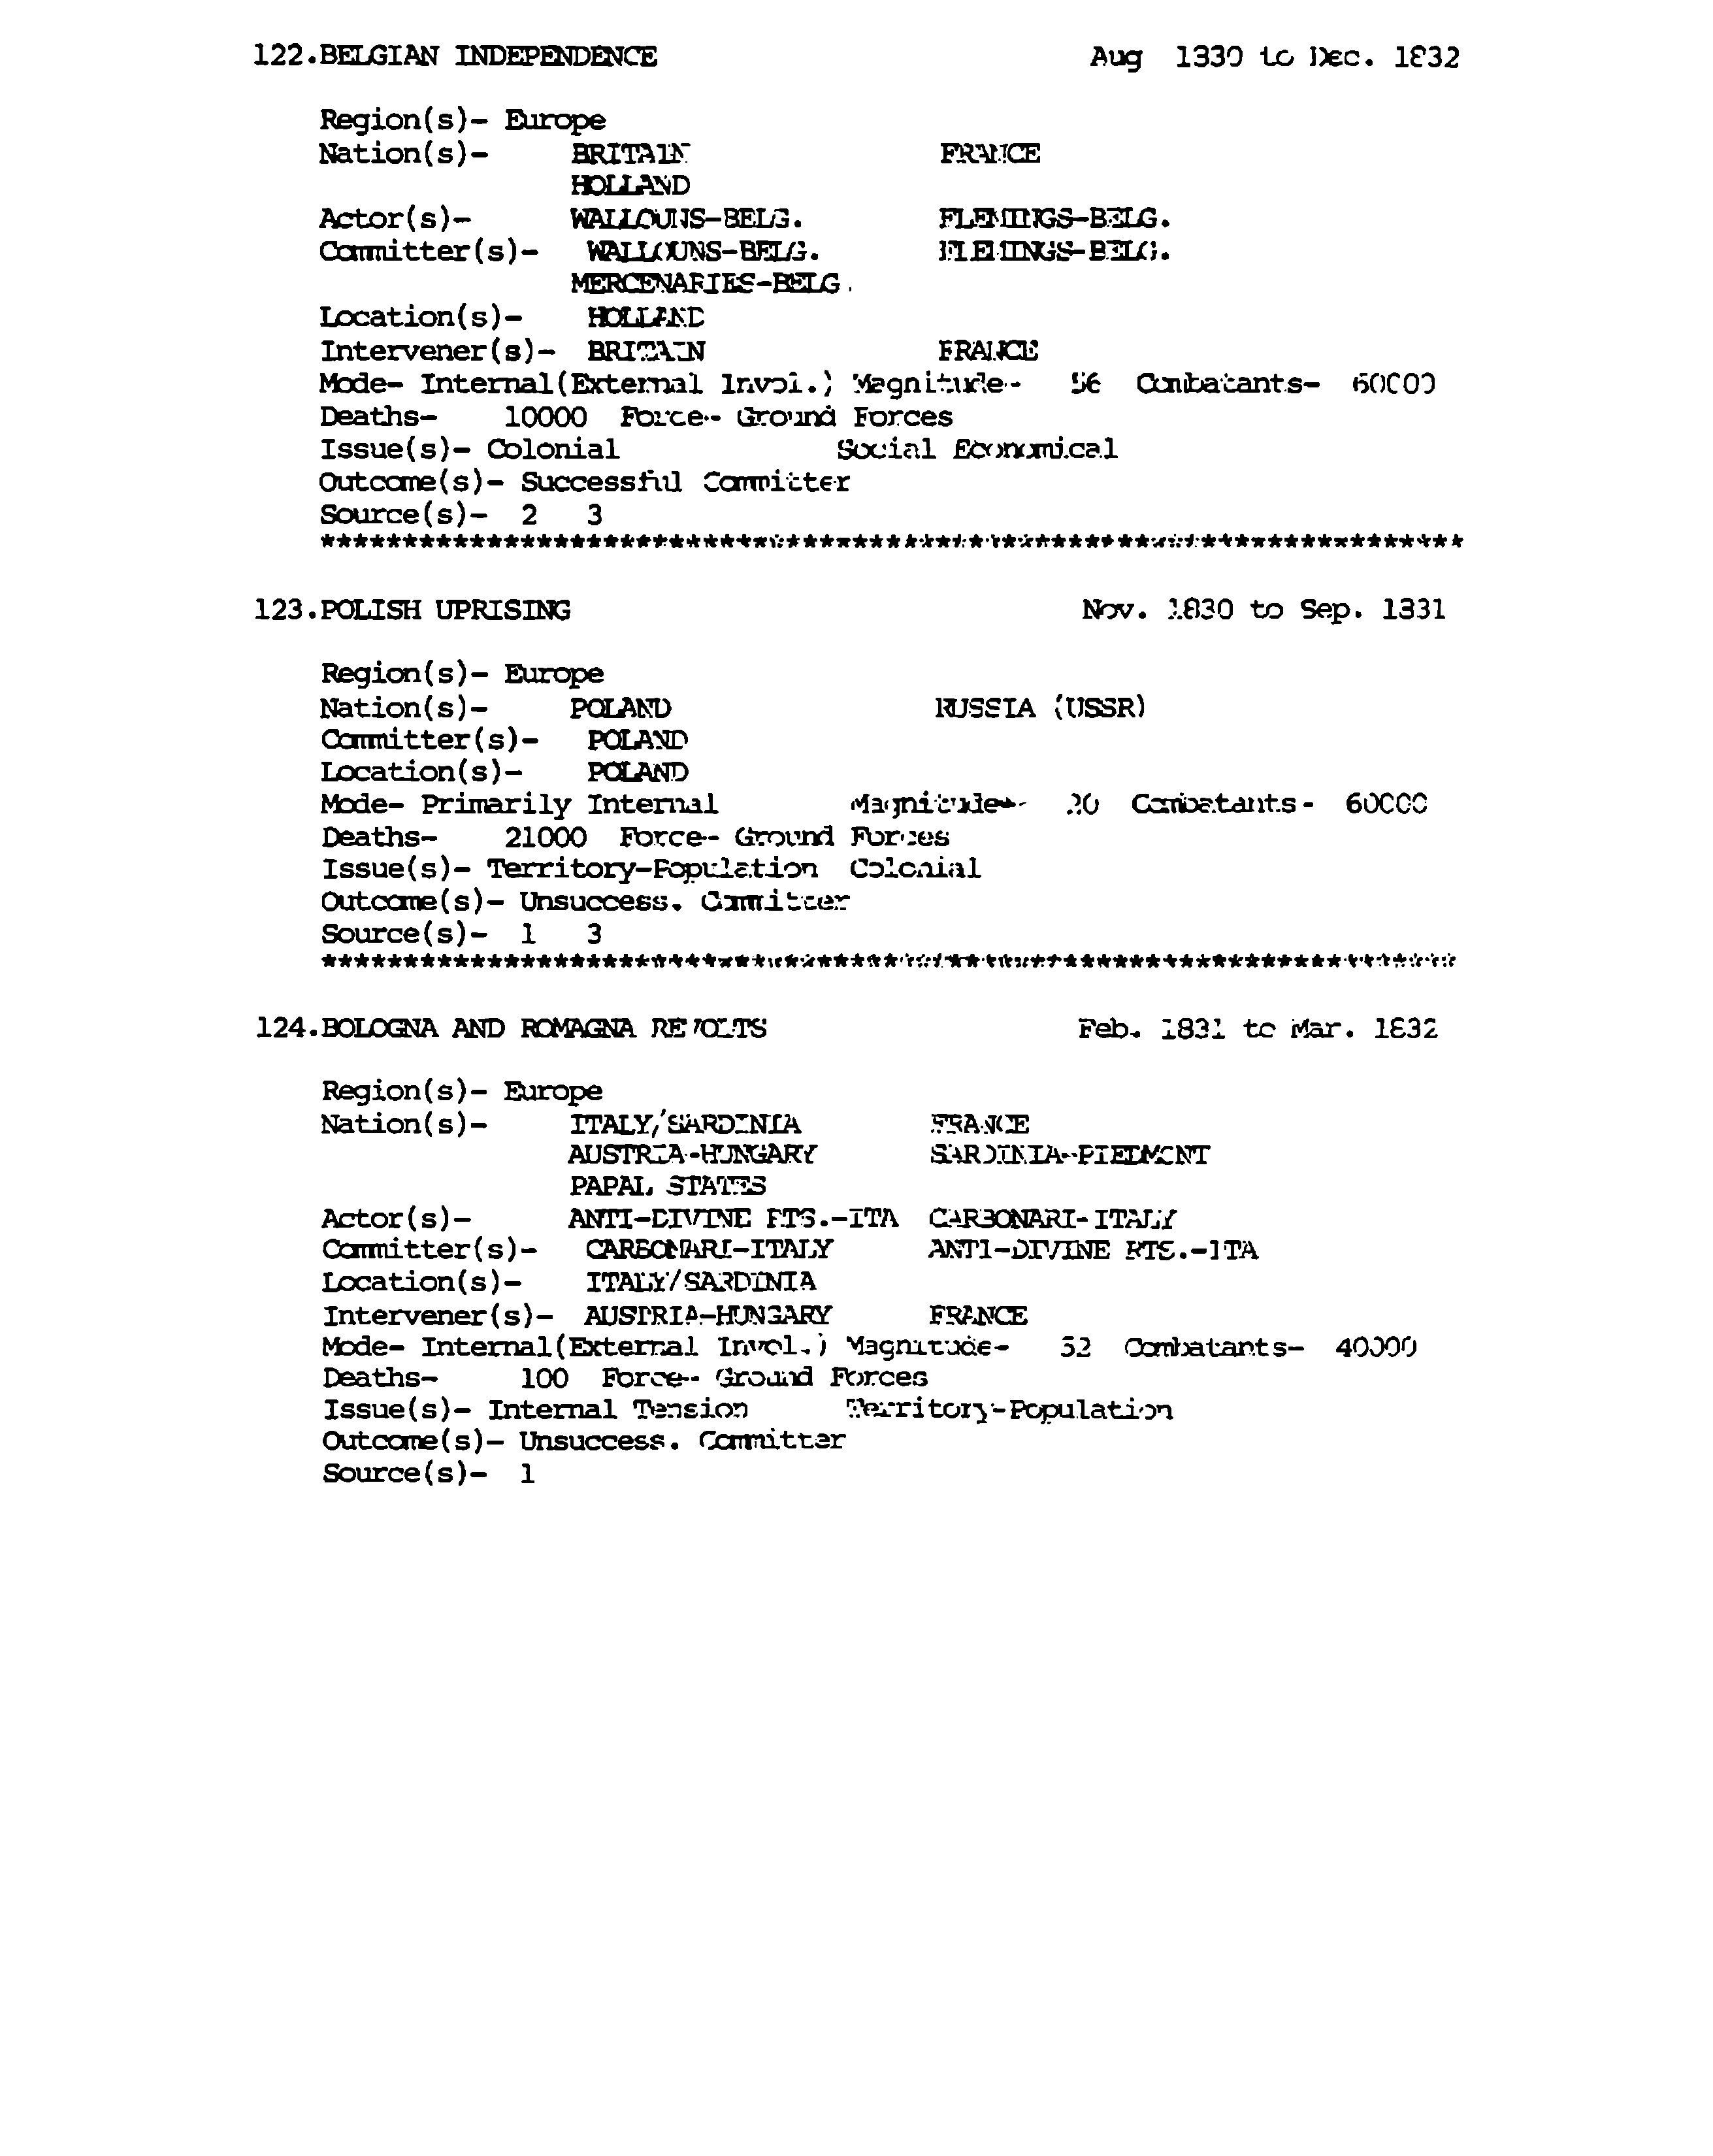 122.BELGIAN INDEPENDENCE Aug 1830 to Dec. 1832
Region(s)- Europe
Nation(s)- BRITAIN FRANCE
HOLLAND
Actor(s)- WALLOUNS-BELG. FLEMINGS-BELG.
Committer(s)- WALLOUNS-BELG. FLEMINGS-BELG.
MERCENARIES-BELG.
Location(s)- HOLLAND
Intervener(s)- BRITAIN FRANCE
Mode- Internal(External Invol.) Magnitude- 56 Combatants- 60000
Deaths- 10000 Force- Ground Forces
Issue(s)- Colonial Social Economical
Outcome(s)- Successful Committer
Source(s)- 2 3
*********************************************************************
123.POLISH UPRISING Nov. 1830 to Sep. 1831
Region(s)- Europe
Nation(s)- POLAND RUSSIA (USSR)
Committer(s)- POLAND
Location(s)- POLAND
Mode- Primarily Internal Magnitude- 20 Combatants- 60000
Deaths- 21000 Force- Ground Forces
Issue(s)- Territory-Population Colonial
Outcome(s)- Unsuccess. Committer
Source(s)- 1 3
*********************************************************************
124.BOLOGNA AND ROMAGNA REVOLTS Feb. 1831 to Mar. 1832
Region(s)- Europe
Nation(s)- ITALY/SARDINIA FRANCE
AUSTRIA-HUNGARY SARDINIA-PIEDMONT
PAPAL STATES
Actor(s)- ANTI-DIVINE RTS.-ITA CARBONARI-ITALY
Committer(s)- CARBONARI-ITALY ANTI-DIVINE RTS.-ITA
Location(s)- ITALY/SARDINIA
Intervener(s)- AUSTRIA-HUNGARY FRANCE
Mode- Internal(External Invol.) Magnitude- 52 Combatants- 40000
Deaths- 100 Force- Ground Forces
Issue(s)- Internal Tension Territory-Population
Outcome(s)- Unsuccess. Committer
Source(s)- 1